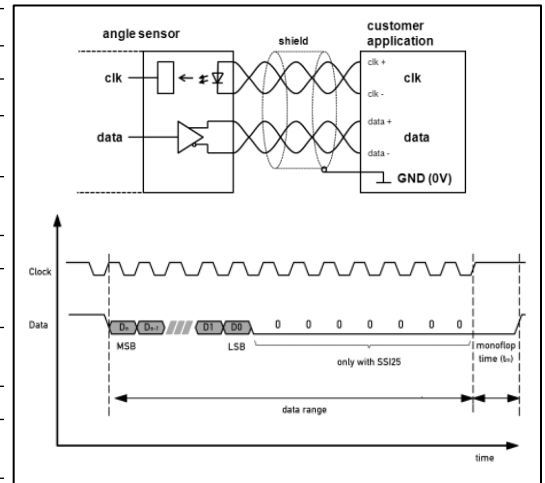 angle sensor
shield
customer
application
clk
clk +
clk
clk -
data
data +
data
data -
GND (0V)
Clock
Data
Dn
Dn-1
D1
D0
0 0 0 0 0 0
MSB
LSB
only with SSI25
monoflop
time (tm)
data range
time